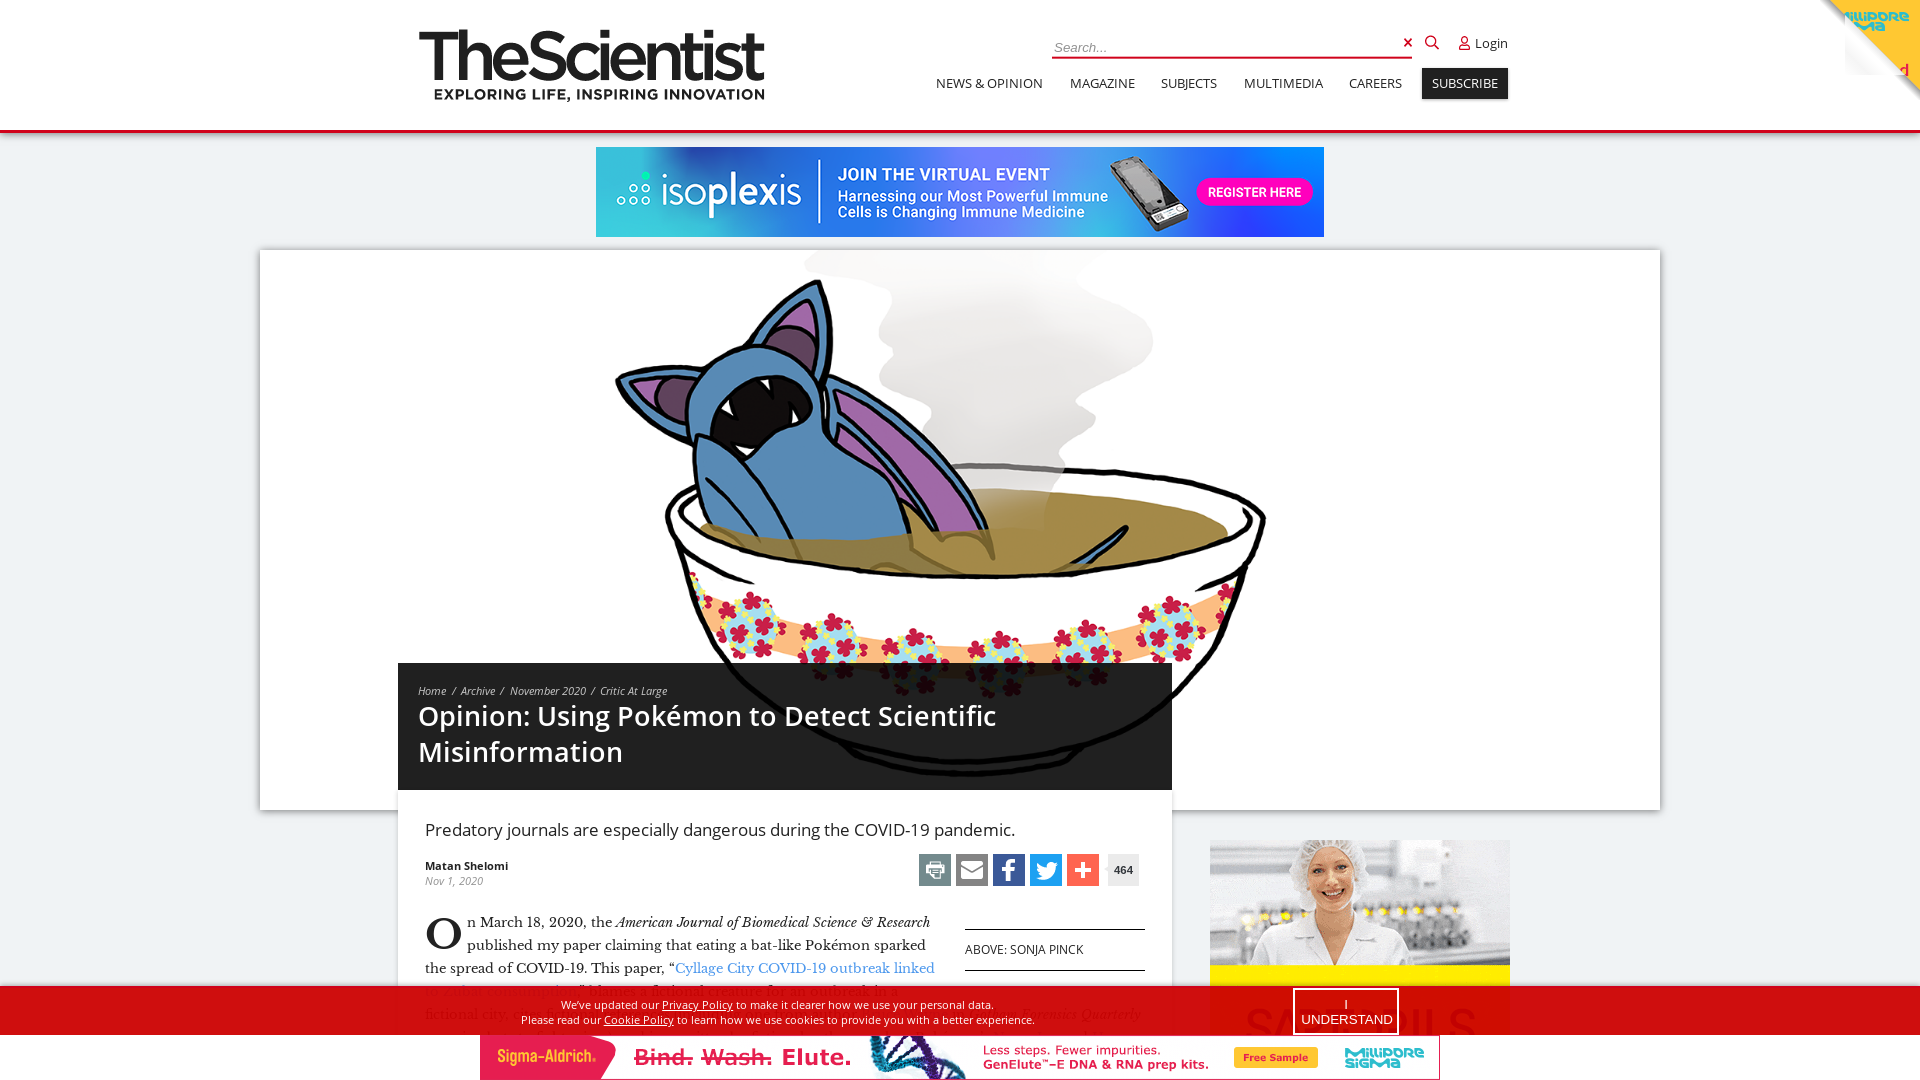 TheScientist
EXPLORING LIFE, INSPIRING INNOVATION
Search...
Login
NEWS & OPINION
MAGAZINE
SUBJECTS
MULTIMEDIA
CAREERS
SUBSCRIBE
isoplexis
JOIN THE VIRTUAL EVENT
Harnessing our Most Powerful Immune
Cells is Changing Immune Medicine
REGISTER HERE
Home / Archive / November 2020 / Critic At Large
Opinion: Using Pokémon to Detect Scientific
Misinformation
Predatory journals are especially dangerous during the COVID-19 pandemic.
Matan Shelomi
Nov 1, 2020
464
On March 18, 2020, the American Journal of Biomedical Science & Research
published my paper claiming that eating a bat-like Pokémon sparked
the spread of COVID-19. This paper, “Cyllage City COVID-19 outbreak linked
ABOVE: SONJA PINCK
We’ve updated our Privacy Policy to make it clearer how we use your personal data.
Please read our Cookie Policy to learn how we use cookies to provide you with a better experience.
I
UNDERSTAND
Sigma-Aldrich.
Bind. Wash. Elute.
Less steps. Fewer impurities.
GenElute™-E DNA & RNA prep kits.
Free Sample
Millipore
Sigma